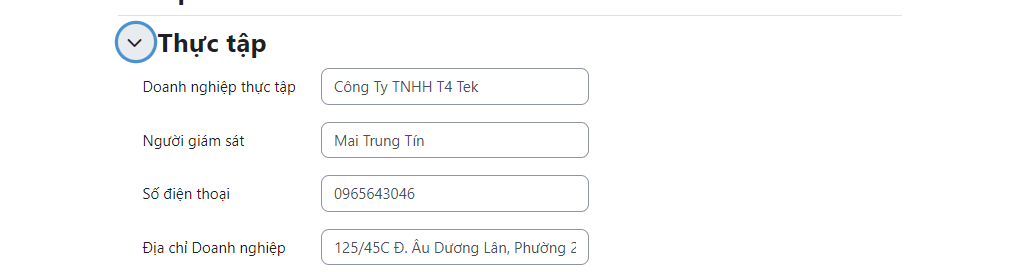 Thực tập
Doanh nghiệp thực tập Công Ty TNHH T4 Tek
Người giám sát Mai Trung Tín
Số điện thoại 0965643046
Địa chỉ Doanh nghiệp 125/45C Đ. Âu Dương Lân, Phường 2